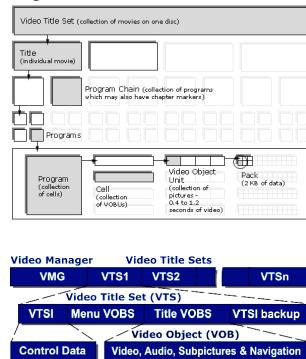 Video Title Set (collection of movies on one disc)
Title
(individual movie)
Program Chain (collection of programs
which may also have chapter markers)
Programs
Program
(collection
of cells)
Cell
(collection
of VOBUs)
Video Object
Unit
(collection of
pictures -
0.4 to 1.2
seconds of video)
Pack
(2 KB of data)
Video Manager Video Title Sets
VMG VTS1 VTS2 VTSn
Video Title Set (VTS)
VTSI Menu VOBS Title VOBS VTSI backup
Video Object (VOB)
Control Data Video, Audio, Subpictures & Navigation